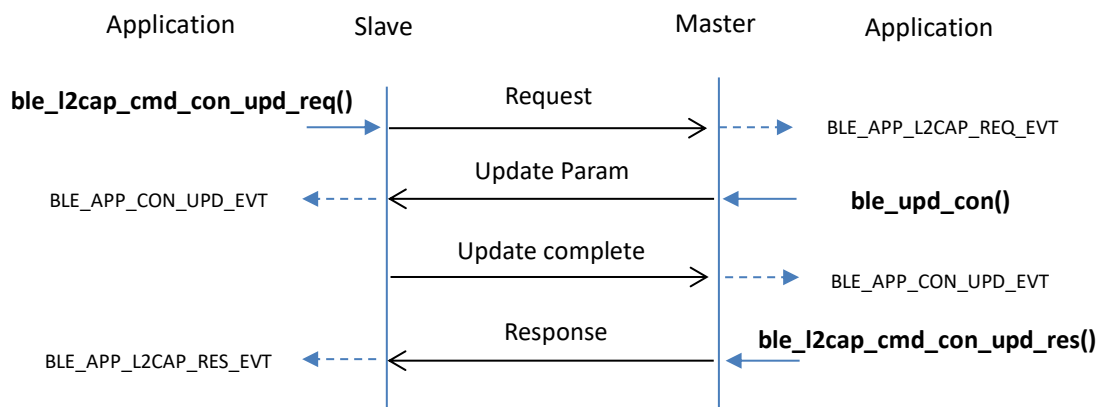 Application Slave Master Application
ble_l2cap_cmd_con_upd_req() Request
BLE_APP_L2CAP_REQ_EVT
Update Param
BLE_APP_CON_UPD_EVT ble_upd_con()
Update complete
BLE_APP_CON_UPD_EVT
Response ble_l2cap_cmd_con_upd_res()
BLE_APP_L2CAP_RES_EVT